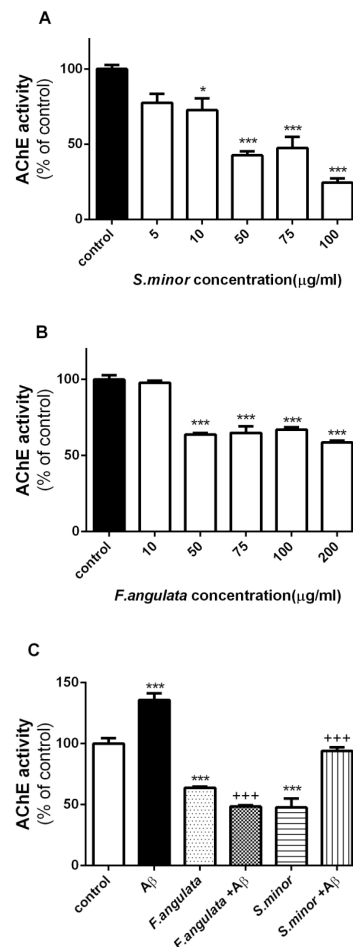 A
AChE activity
(% of control)
100
50
0
*
***
***
***
control
5
10
50
75
100
S.minor concentration(μg/ml)
B
AChE activity
(% of control)
100
50
0
***
***
***
***
control
10
50
75
100
200
F.angulata concentration(μg/ml)
C
AChE activity
(% of control)
150
100
50
0
***
***
+++
***
+++
control
Aβ
F.angulata
F.angulata +Aβ
S.minor
S.minor +Aβ